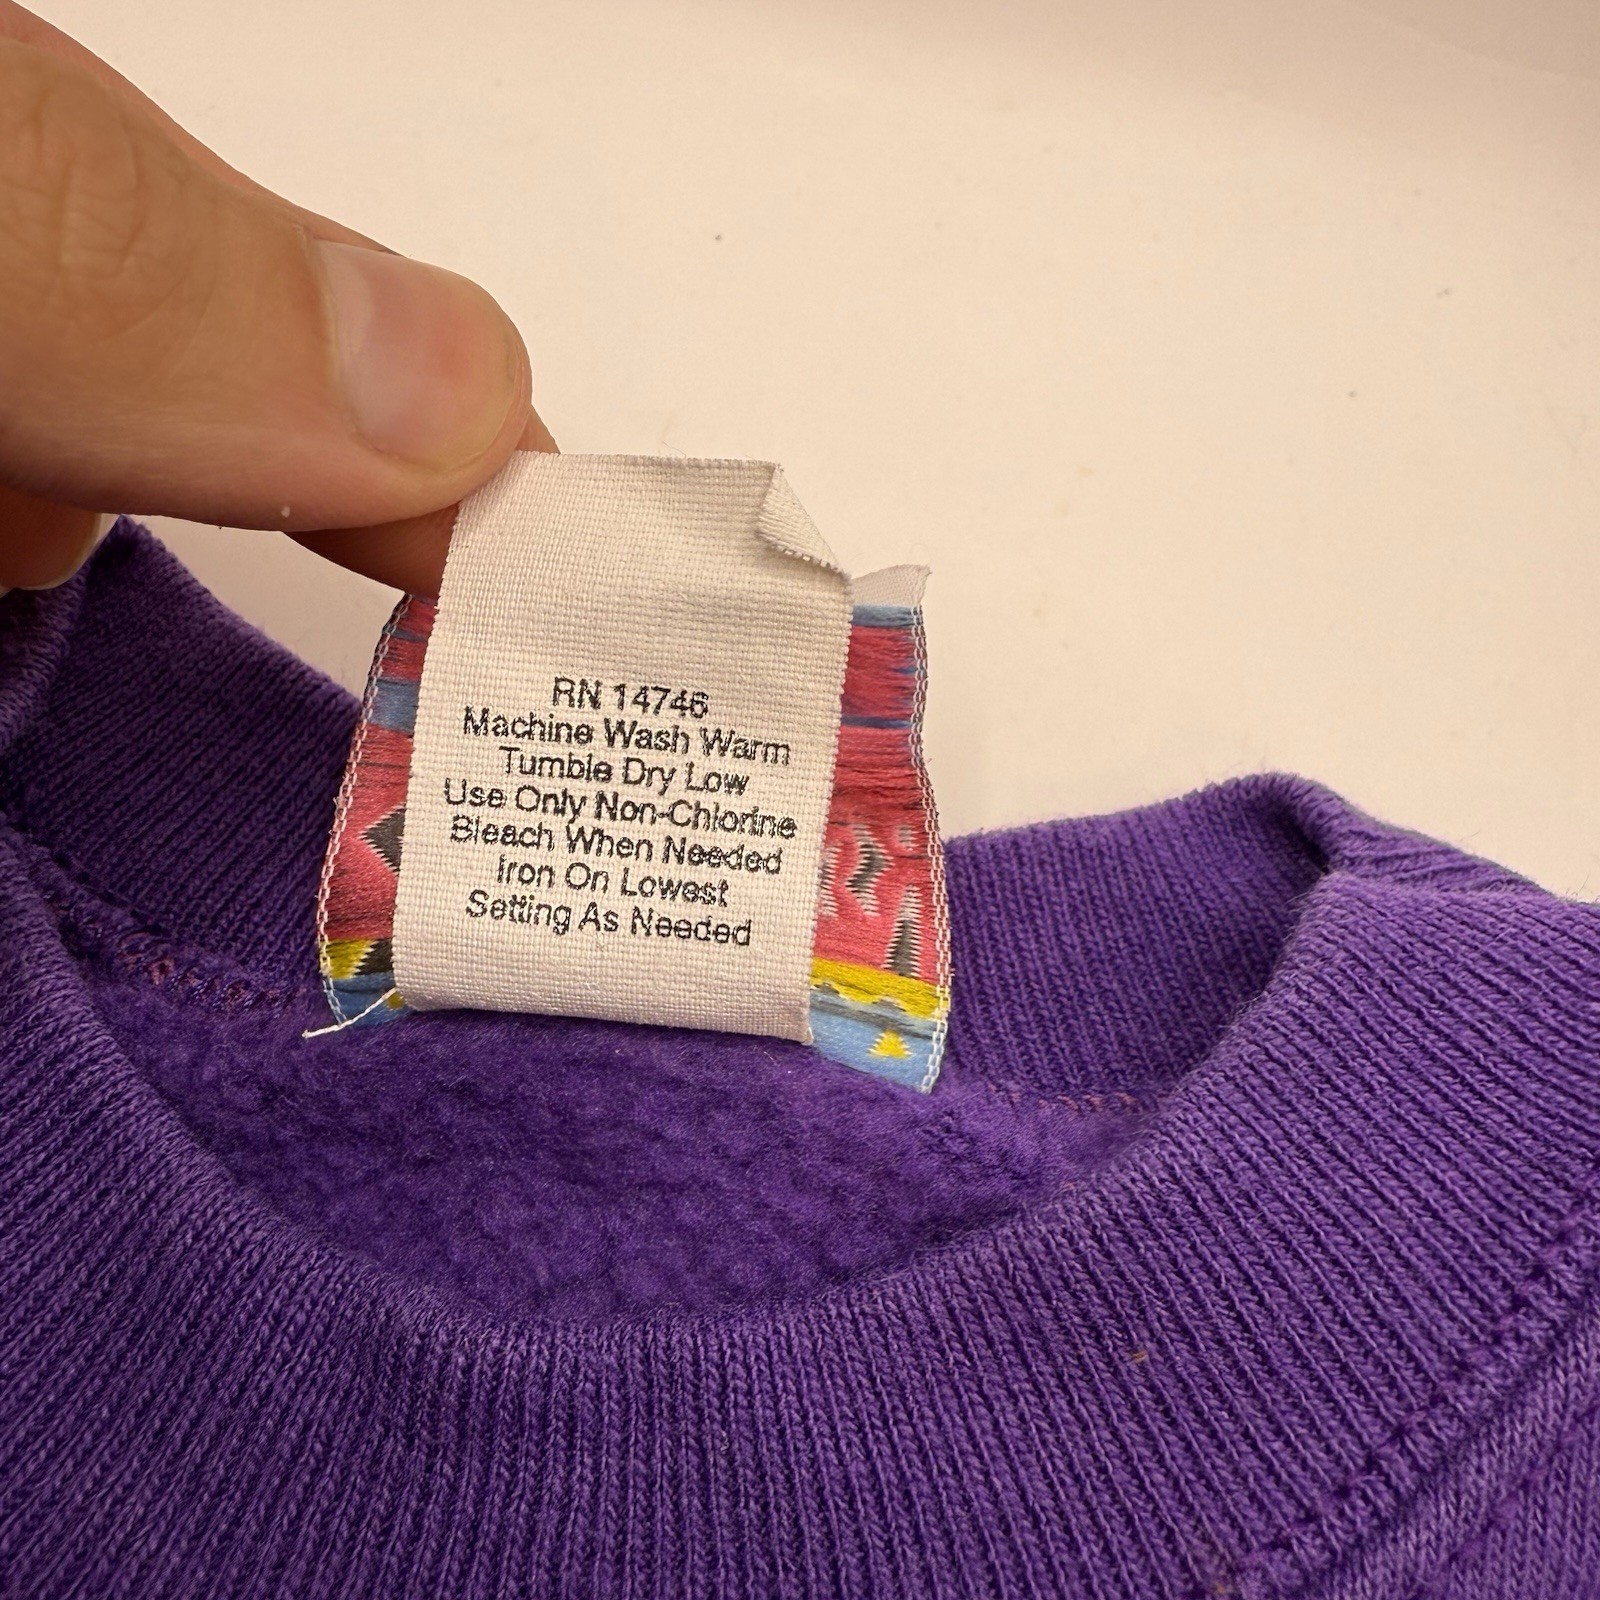 RN 14746
Machine Wash Warm
Tumble Dry Low
Use Only Non-Chlorine
Bleach When Needed
Iron On Lowest
Setting As Needed